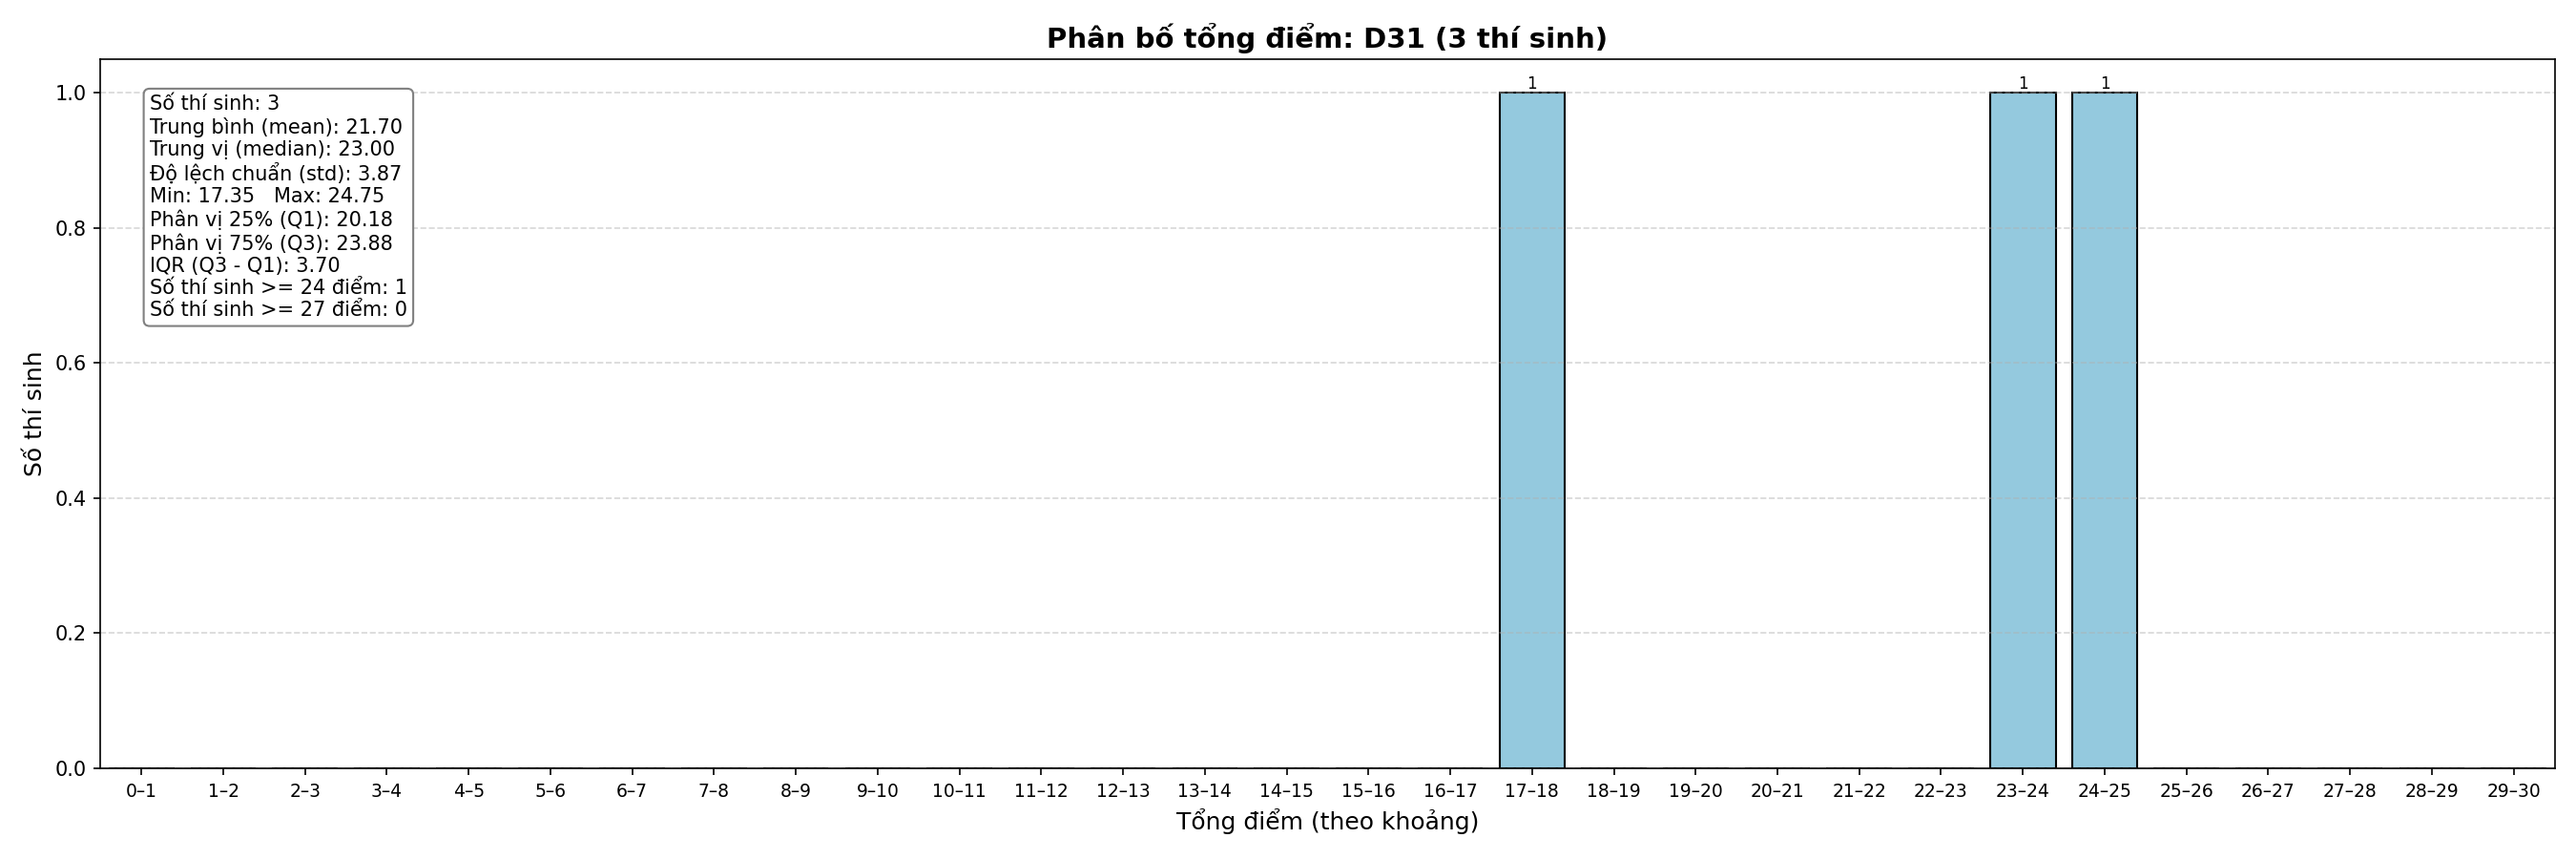 Phân bố tổng điểm: D31 (3 thí sinh)
Số thí sinh: 3
Trung bình (mean): 21.70
Trung vị (median): 23.00
Độ lệch chuẩn (std): 3.87
Min: 17.35   Max: 24.75
Phân vị 25% (Q1): 20.18
Phân vị 75% (Q3): 23.88
IQR (Q3 - Q1): 3.70
Số thí sinh >= 24 điểm: 1
Số thí sinh >= 27 điểm: 0
1 1 1
Số thí sinh
1.0
0.8
0.6
0.4
0.2
0.0
0–1 1–2 2–3 3–4 4–5 5–6 6–7 7–8 8–9 9–10 10–11 11–12 12–13 13–14 14–15 15–16 16–17 17–18 18–19 19–20 20–21 21–22 22–23 23–24 24–25 25–26 26–27 27–28 28–29 29–30
Tổng điểm (theo khoảng)